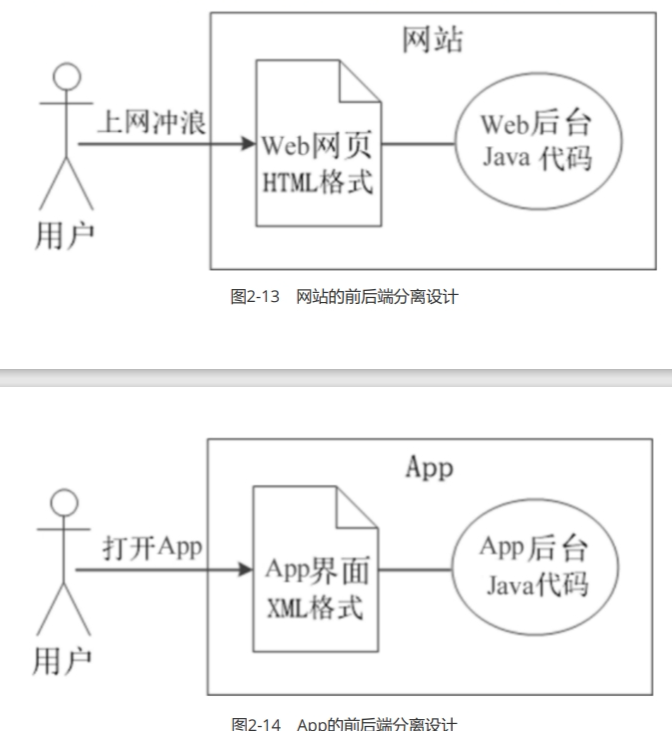 网站
上网冲浪
Web网页
HTML格式
Web后台
Java 代码
用户
图2-13 网站的前后端分离设计
App
打开App
App界面
XML格式
App后台
Java代码
用户
图2-14 App的前后端分离设计